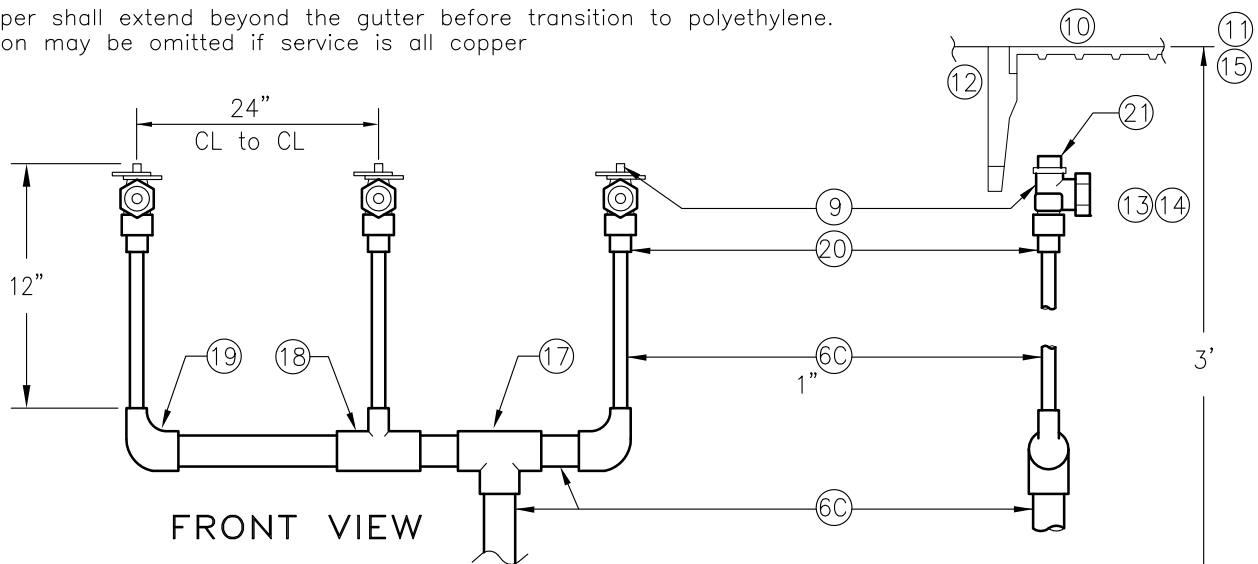 per shall extend beyond the gutter before transition to polyethylene.
on may be omitted if service is all copper
10
11
12
15
24"
CL to CL
21
9
13 14
20
12"
19
18
17
6C
1"
3'
6C
FRONT VIEW